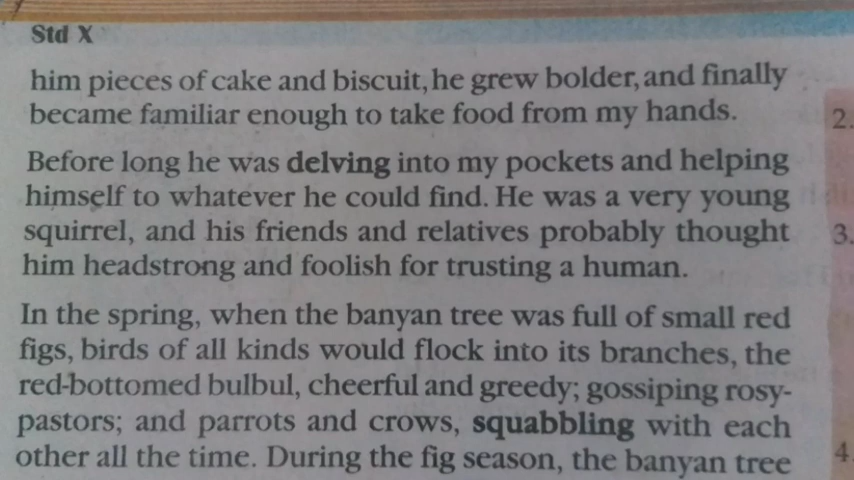 Std X
him pieces of cake and biscuit, he grew bolder, and finally
became familiar enough to take food from my hands.
Before long he was delving into my pockets and helping
himself to whatever he could find. He was a very young
squirrel, and his friends and relatives probably thought
him headstrong and foolish for trusting a human.
In the spring, when the banyan tree was full of small red
figs, birds of all kinds would flock into its branches, the
red-bottomed bulbul, cheerful and greedy; gossiping rosy-
pastors; and parrots and crows, squabbling with each
other all the time. During the fig season, the banyan tree
2.
3.
4